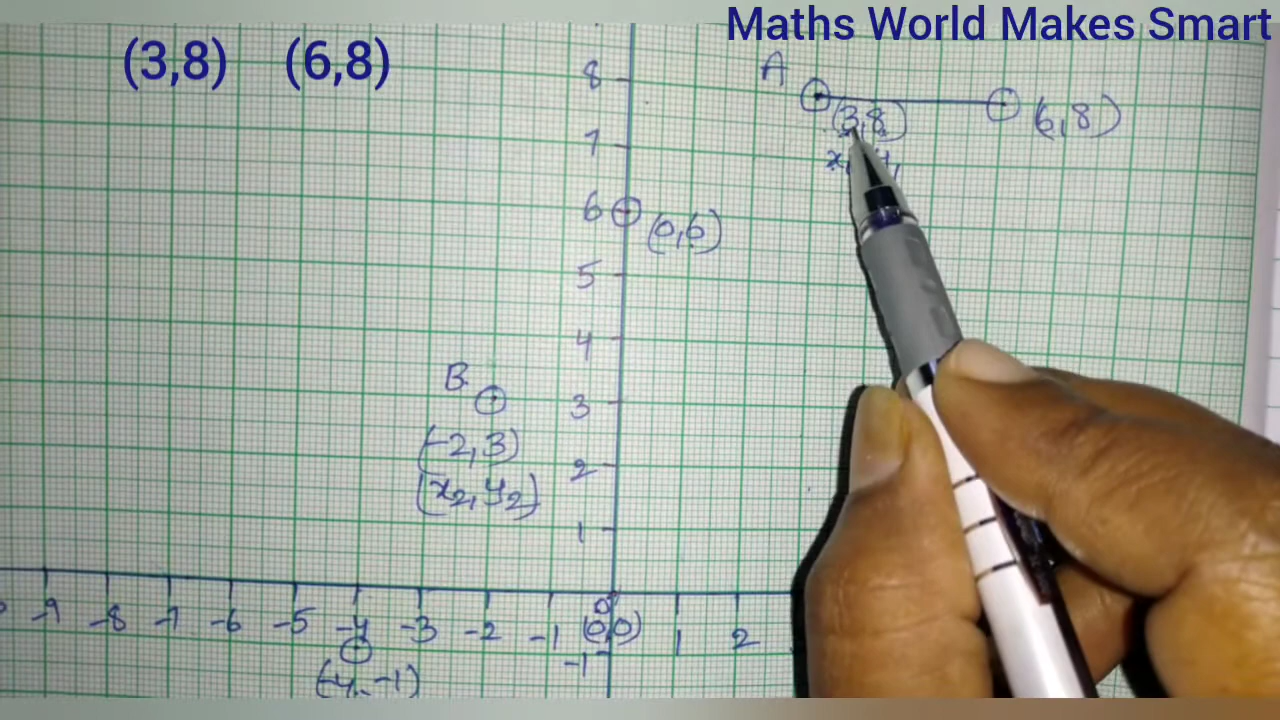 Maths World Makes Smart
(3,8) (6,8)
8
A
(3,8)
(6,8)
7
x1
6
(0,6)
5
4
B
3
(-2,3)
2
(x2, y2)
1
-9 -8 -7 -6 -5 -4 -3 -2 -1 0 1 2
(0,0)
-1
(-4,-1)